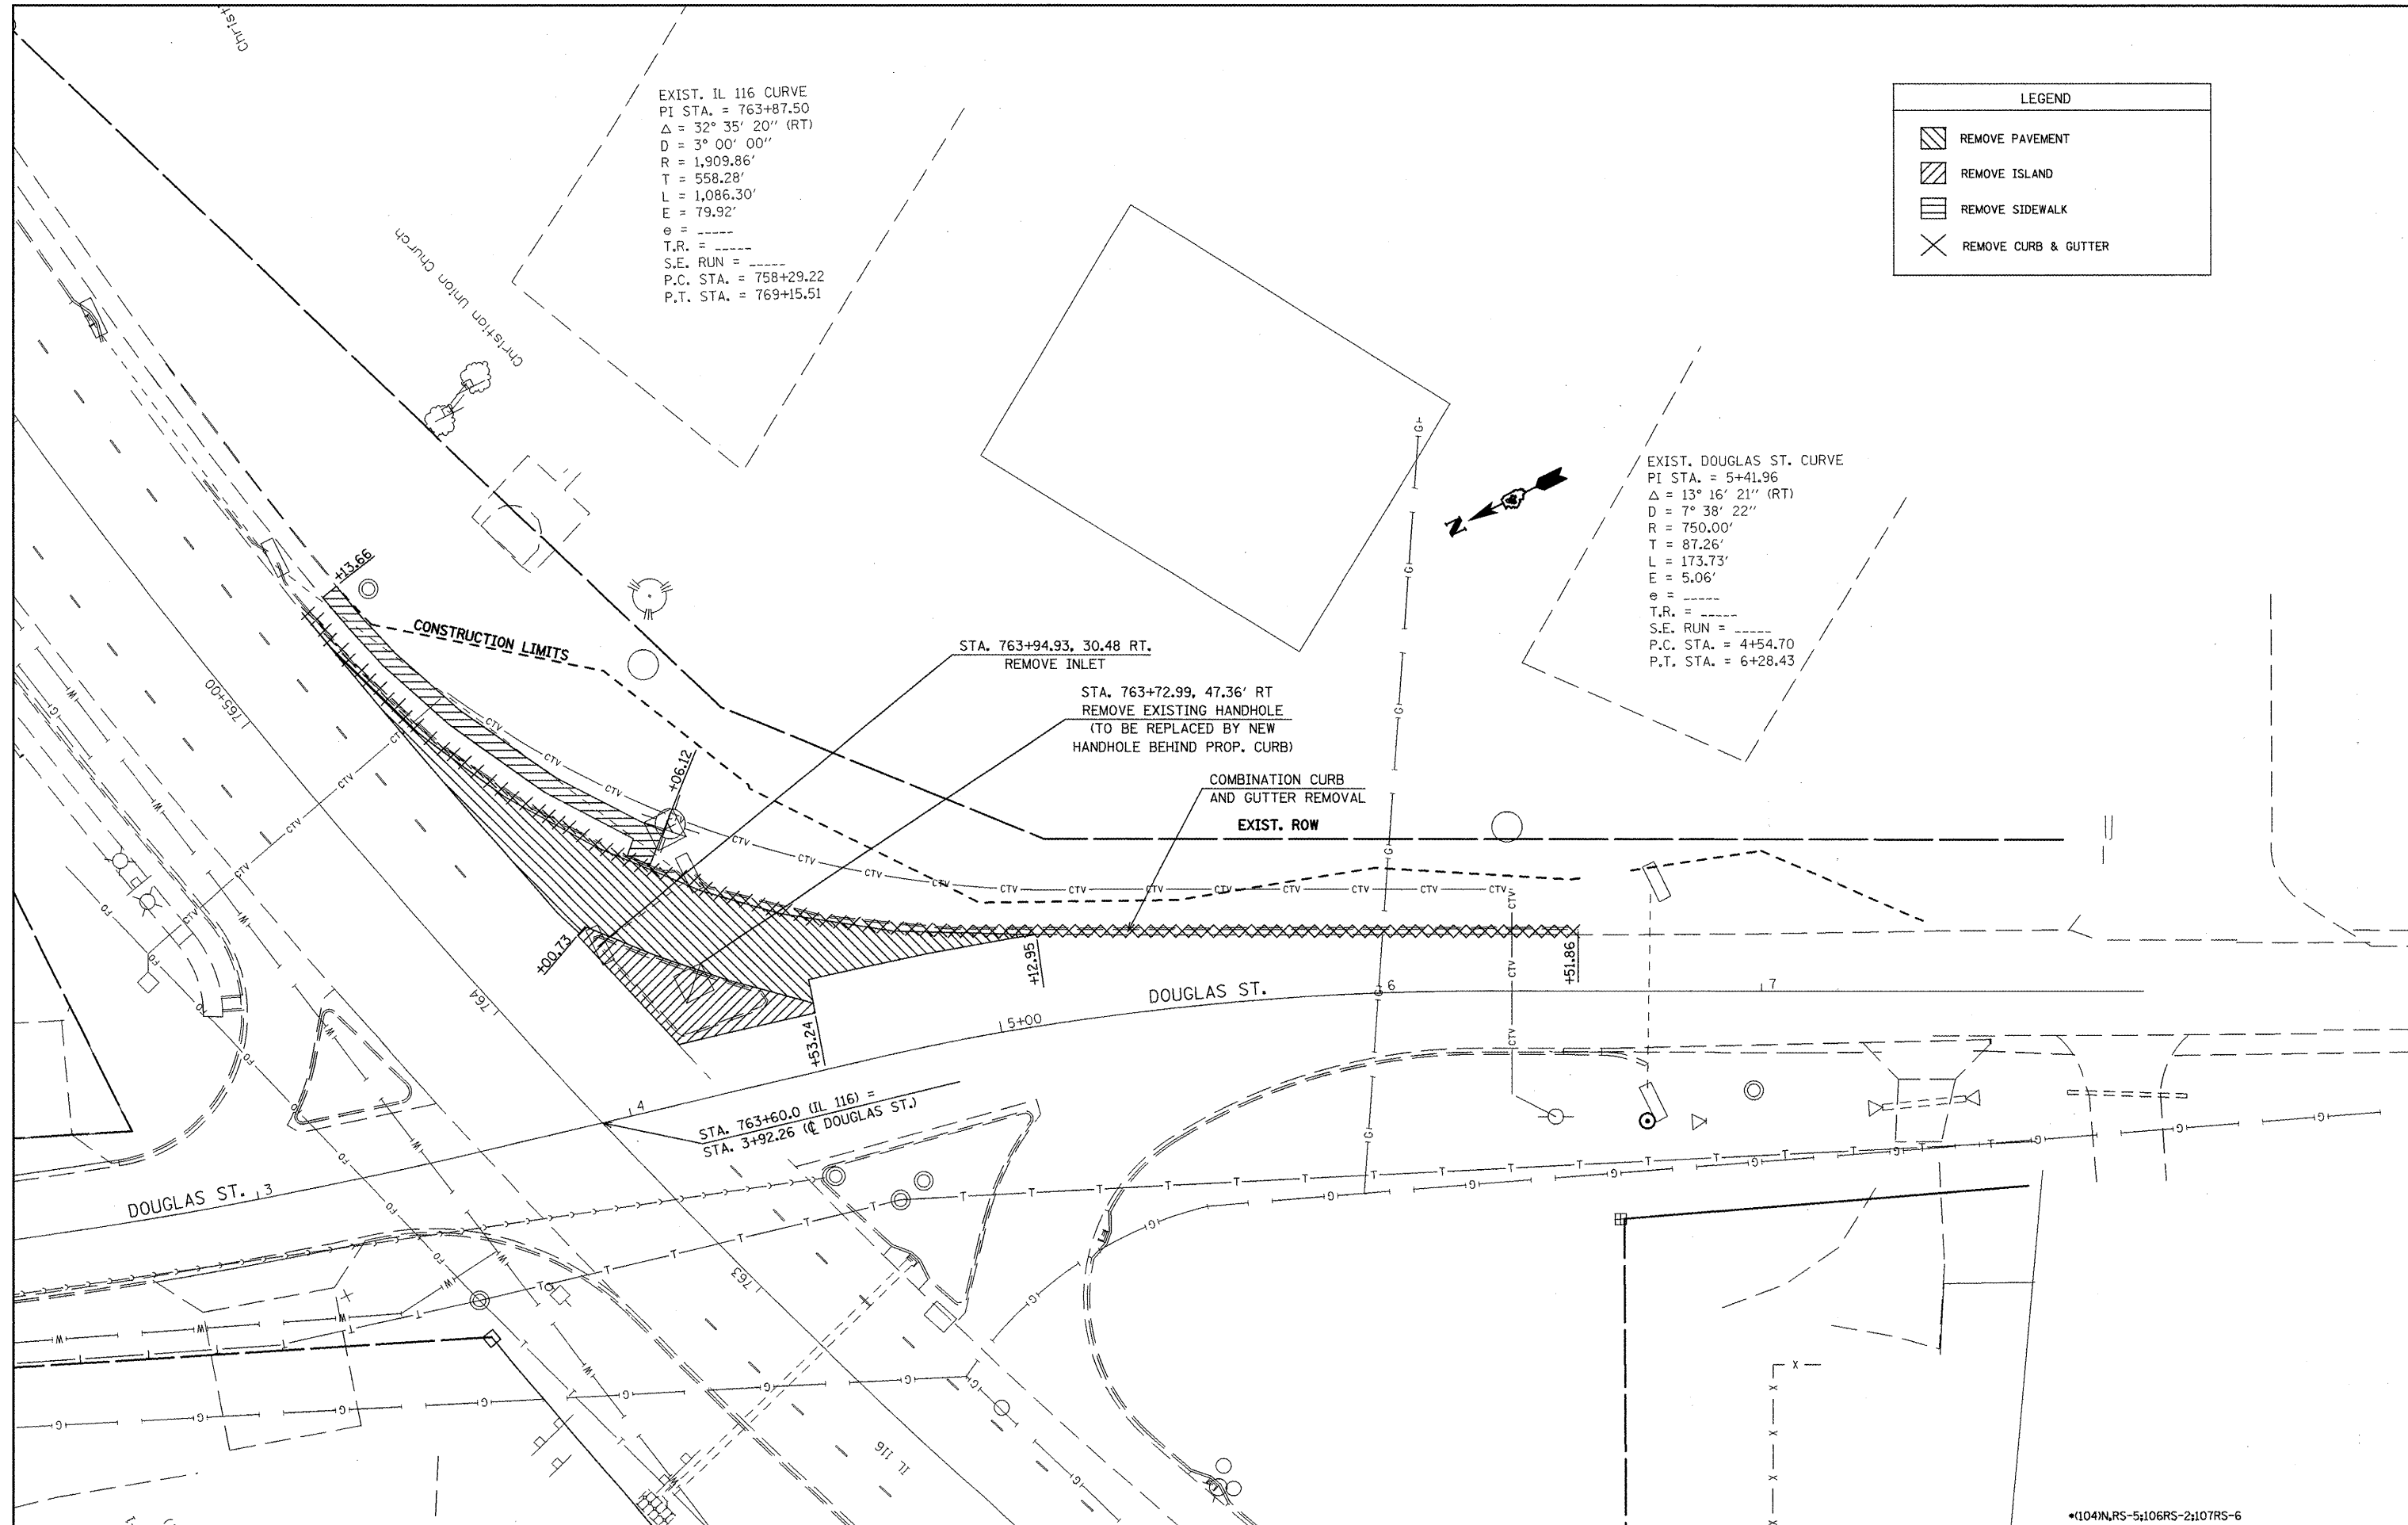 EXIST. IL 116 CURVE
PI STA. = 763+87.50
Δ = 32° 35' 20'' (RT)
D = 3° 00' 00''
R = 1,909.86'
T = 558.28'
L = 1,086.30'
E = 79.92'
e = -----
T.R. = -----
S.E. RUN = -----
P.C. STA. = 758+29.22
P.T. STA. = 769+15.51
LEGEND
REMOVE PAVEMENT
REMOVE ISLAND
REMOVE SIDEWALK
REMOVE CURB & GUTTER
Christian Union Church
N
EXIST. DOUGLAS ST. CURVE
PI STA. = 5+41.96
Δ = 13° 16' 21'' (RT)
D = 7° 38' 22''
R = 750.00'
T = 87.26'
L = 173.73'
E = 5.06'
e = -----
T.R. = -----
S.E. RUN = -----
P.C. STA. = 4+54.70
P.T. STA. = 6+28.43
+13.66
CONSTRUCTION LIMITS
STA. 763+94.93, 30.48 RT.
REMOVE INLET
STA. 763+72.99, 47.36' RT
REMOVE EXISTING HANDHOLE
(TO BE REPLACED BY NEW
HANDHOLE BEHIND PROP. CURB)
COMBINATION CURB
AND GUTTER REMOVAL
EXIST. ROW
+06.12
765+00
+00.73
+12.95
+51.86
+53.24
764
DOUGLAS ST.
5+00
6
7
4
STA. 763+60.0 (IL 116) =
STA. 3+92.26 (℄ DOUGLAS ST.)
DOUGLAS ST.
3
763
IL 116
*(104)N,RS-5;106RS-2;107RS-6